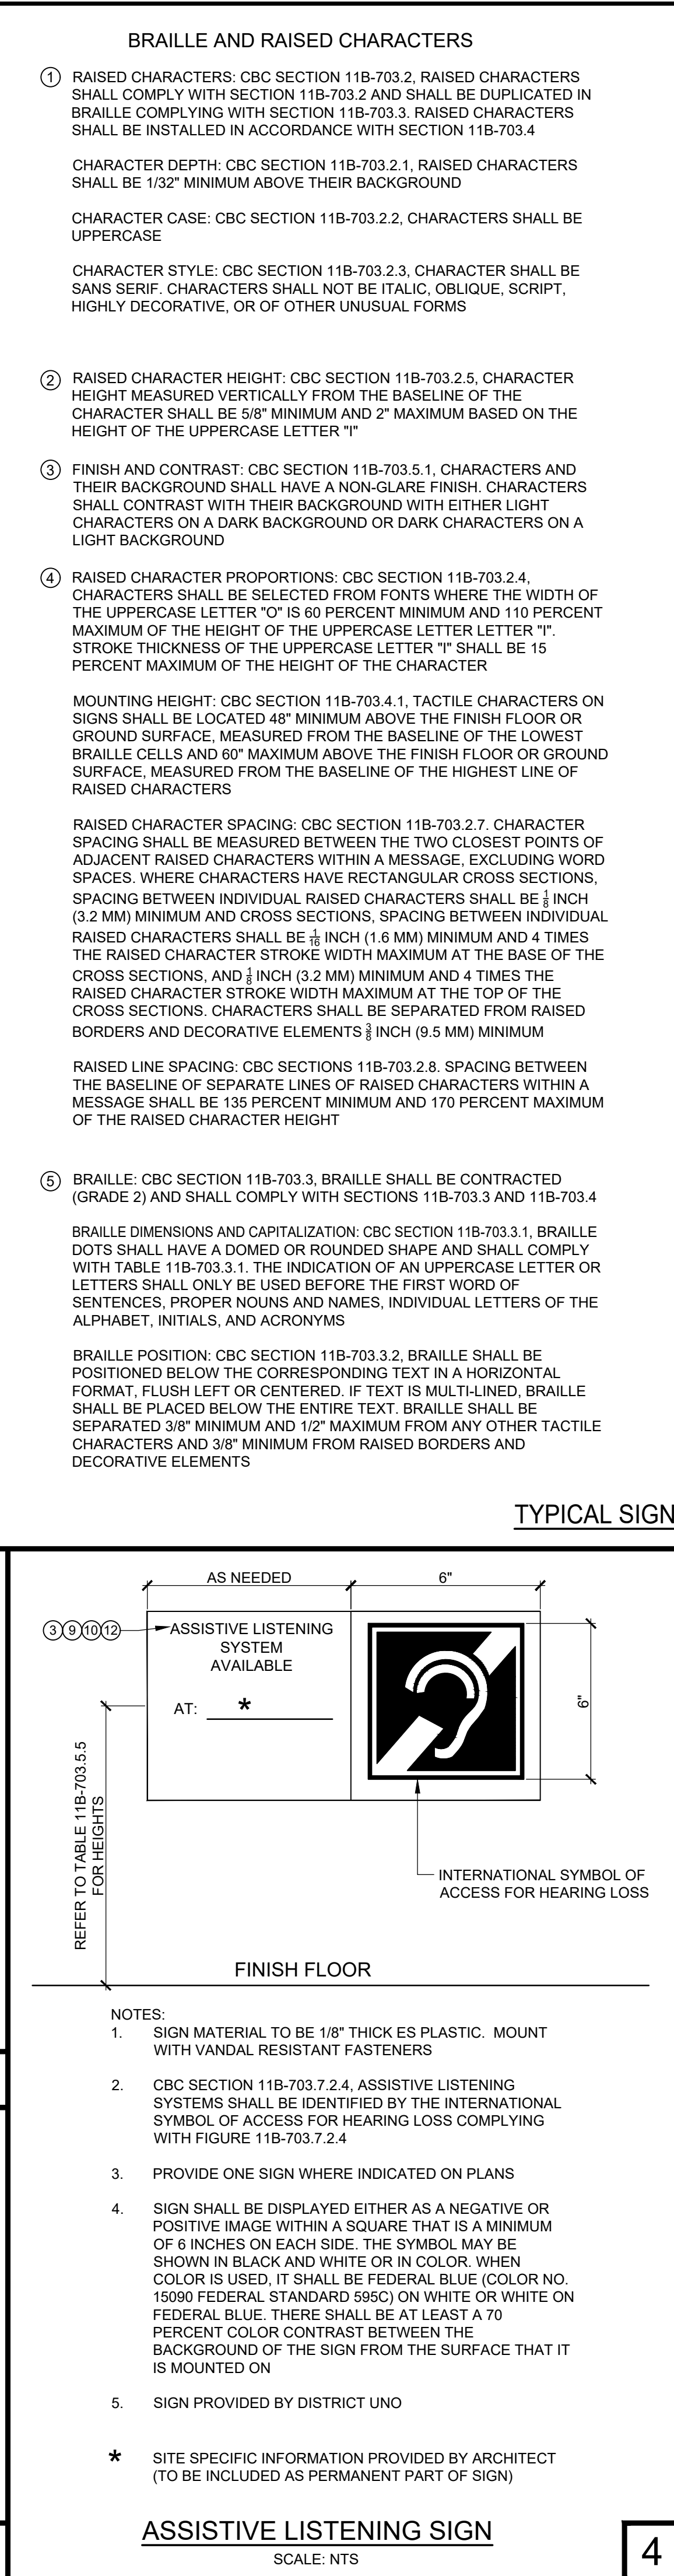 BRAILLE AND RAISED CHARACTERS
1 RAISED CHARACTERS: CBC SECTION 11B-703.2, RAISED CHARACTERS
SHALL COMPLY WITH SECTION 11B-703.2 AND SHALL BE DUPLICATED IN
BRAILLE COMPLYING WITH SECTION 11B-703.3. RAISED CHARACTERS
SHALL BE INSTALLED IN ACCORDANCE WITH SECTION 11B-703.4
CHARACTER DEPTH: CBC SECTION 11B-703.2.1, RAISED CHARACTERS
SHALL BE 1/32" MINIMUM ABOVE THEIR BACKGROUND
CHARACTER CASE: CBC SECTION 11B-703.2.2, CHARACTERS SHALL BE
UPPERCASE
CHARACTER STYLE: CBC SECTION 11B-703.2.3, CHARACTER SHALL BE
SANS SERIF. CHARACTERS SHALL NOT BE ITALIC, OBLIQUE, SCRIPT,
HIGHLY DECORATIVE, OR OF OTHER UNUSUAL FORMS
2 RAISED CHARACTER HEIGHT: CBC SECTION 11B-703.2.5, CHARACTER
HEIGHT MEASURED VERTICALLY FROM THE BASELINE OF THE
CHARACTER SHALL BE 5/8" MINIMUM AND 2" MAXIMUM BASED ON THE
HEIGHT OF THE UPPERCASE LETTER "I"
3 FINISH AND CONTRAST: CBC SECTION 11B-703.5.1, CHARACTERS AND
THEIR BACKGROUND SHALL HAVE A NON-GLARE FINISH. CHARACTERS
SHALL CONTRAST WITH THEIR BACKGROUND WITH EITHER LIGHT
CHARACTERS ON A DARK BACKGROUND OR DARK CHARACTERS ON A
LIGHT BACKGROUND
4 RAISED CHARACTER PROPORTIONS: CBC SECTION 11B-703.2.4,
CHARACTERS SHALL BE SELECTED FROM FONTS WHERE THE WIDTH OF
THE UPPERCASE LETTER "O" IS 60 PERCENT MINIMUM AND 110 PERCENT
MAXIMUM OF THE HEIGHT OF THE UPPERCASE LETTER LETTER "I".
STROKE THICKNESS OF THE UPPERCASE LETTER "I" SHALL BE 15
PERCENT MAXIMUM OF THE HEIGHT OF THE CHARACTER
MOUNTING HEIGHT: CBC SECTION 11B-703.4.1, TACTILE CHARACTERS ON
SIGNS SHALL BE LOCATED 48" MINIMUM ABOVE THE FINISH FLOOR OR
GROUND SURFACE, MEASURED FROM THE BASELINE OF THE LOWEST
BRAILLE CELLS AND 60" MAXIMUM ABOVE THE FINISH FLOOR OR GROUND
SURFACE, MEASURED FROM THE BASELINE OF THE HIGHEST LINE OF
RAISED CHARACTERS
RAISED CHARACTER SPACING: CBC SECTION 11B-703.2.7. CHARACTER
SPACING SHALL BE MEASURED BETWEEN THE TWO CLOSEST POINTS OF
ADJACENT RAISED CHARACTERS WITHIN A MESSAGE, EXCLUDING WORD
SPACES. WHERE CHARACTERS HAVE RECTANGULAR CROSS SECTIONS,
SPACING BETWEEN INDIVIDUAL RAISED CHARACTERS SHALL BE 1/8 INCH
(3.2 MM) MINIMUM AND CROSS SECTIONS, SPACING BETWEEN INDIVIDUAL
RAISED CHARACTERS SHALL BE 1/16 INCH (1.6 MM) MINIMUM AND 4 TIMES
THE RAISED CHARACTER STROKE WIDTH MAXIMUM AT THE BASE OF THE
CROSS SECTIONS, AND 1/8 INCH (3.2 MM) MINIMUM AND 4 TIMES THE
RAISED CHARACTER STROKE WIDTH MAXIMUM AT THE TOP OF THE
CROSS SECTIONS. CHARACTERS SHALL BE SEPARATED FROM RAISED
BORDERS AND DECORATIVE ELEMENTS 3/8 INCH (9.5 MM) MINIMUM
RAISED LINE SPACING: CBC SECTIONS 11B-703.2.8. SPACING BETWEEN
THE BASELINE OF SEPARATE LINES OF RAISED CHARACTERS WITHIN A
MESSAGE SHALL BE 135 PERCENT MINIMUM AND 170 PERCENT MAXIMUM
OF THE RAISED CHARACTER HEIGHT
5 BRAILLE: CBC SECTION 11B-703.3, BRAILLE SHALL BE CONTRACTED
(GRADE 2) AND SHALL COMPLY WITH SECTIONS 11B-703.3 AND 11B-703.4
BRAILLE DIMENSIONS AND CAPITALIZATION: CBC SECTION 11B-703.3.1, BRAILLE
DOTS SHALL HAVE A DOMED OR ROUNDED SHAPE AND SHALL COMPLY
WITH TABLE 11B-703.3.1. THE INDICATION OF AN UPPERCASE LETTER OR
LETTERS SHALL ONLY BE USED BEFORE THE FIRST WORD OF
SENTENCES, PROPER NOUNS AND NAMES, INDIVIDUAL LETTERS OF THE
ALPHABET, INITIALS, AND ACRONYMS
BRAILLE POSITION: CBC SECTION 11B-703.3.2, BRAILLE SHALL BE
POSITIONED BELOW THE CORRESPONDING TEXT IN A HORIZONTAL
FORMAT, FLUSH LEFT OR CENTERED. IF TEXT IS MULTI-LINED, BRAILLE
SHALL BE PLACED BELOW THE ENTIRE TEXT. BRAILLE SHALL BE
SEPARATED 3/8" MINIMUM AND 1/2" MAXIMUM FROM ANY OTHER TACTILE
CHARACTERS AND 3/8" MINIMUM FROM RAISED BORDERS AND
DECORATIVE ELEMENTS
TYPICAL SIGN
AS NEEDED 6"
3 9 10 12
ASSISTIVE LISTENING
SYSTEM
AVAILABLE
AT: *
6"
REFER TO TABLE 11B-703.5.5
FOR HEIGHTS
INTERNATIONAL SYMBOL OF
ACCESS FOR HEARING LOSS
FINISH FLOOR
NOTES:
1. SIGN MATERIAL TO BE 1/8" THICK ES PLASTIC. MOUNT
WITH VANDAL RESISTANT FASTENERS
2. CBC SECTION 11B-703.7.2.4, ASSISTIVE LISTENING
SYSTEMS SHALL BE IDENTIFIED BY THE INTERNATIONAL
SYMBOL OF ACCESS FOR HEARING LOSS COMPLYING
WITH FIGURE 11B-703.7.2.4
3. PROVIDE ONE SIGN WHERE INDICATED ON PLANS
4. SIGN SHALL BE DISPLAYED EITHER AS A NEGATIVE OR
POSITIVE IMAGE WITHIN A SQUARE THAT IS A MINIMUM
OF 6 INCHES ON EACH SIDE. THE SYMBOL MAY BE
SHOWN IN BLACK AND WHITE OR IN COLOR. WHEN
COLOR IS USED, IT SHALL BE FEDERAL BLUE (COLOR NO.
15090 FEDERAL STANDARD 595C) ON WHITE OR WHITE ON
FEDERAL BLUE. THERE SHALL BE AT LEAST A 70
PERCENT COLOR CONTRAST BETWEEN THE
BACKGROUND OF THE SIGN FROM THE SURFACE THAT IT
IS MOUNTED ON
5. SIGN PROVIDED BY DISTRICT UNO
* SITE SPECIFIC INFORMATION PROVIDED BY ARCHITECT
(TO BE INCLUDED AS PERMANENT PART OF SIGN)
ASSISTIVE LISTENING SIGN
SCALE: NTS
4